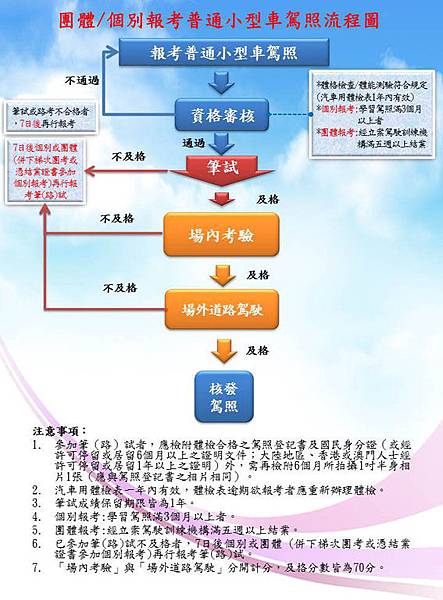 團體/個別報考普通小型車駕照流程圖
報考普通小型車駕照
不通過
資格審核
*體格檢查/體能測驗符合規定
(汽車用體檢表1年內有效)
*個別報考:學習駕照滿3個月
以上者
*團體報考:經立案駕駛訓練機
構滿五週以上結業
筆試或路考不合格者
,7日後再行報考
通過
7日後個別或團體
(併下梯次團考或
憑結業證書參加
個別報考)再行報
考筆(路)試
不及格
筆試
及格
不及格
場內考驗
及格
不及格
場外道路駕駛
及格
核發
駕照
注意事項：
1. 參加筆（路）試者，應檢附體檢合格之駕照登記書及國民身分證（或經
許可停留或居留6個月以上之證明文件；大陸地區、香港或澳門人士經
許可停留或居留1年以上之證明）外，需再檢附6個月所拍攝1吋半身相
片1張（應與駕照登記書之相片相同）。
2. 汽車用體檢表一年內有效，體檢表逾期欲報考者應重新辦理體檢。
3. 筆試成績保留期限皆為1年。
4. 個別報考:學習駕照滿3個月以上者。
5. 團體報考:經立案駕駛訓練機構滿五週以上結業。
6. 已參加筆(路)試不及格者，7日後個別或團體（併下梯次團考或憑結業
證書參加個別報考)再行報考筆(路)試。
7. 「場內考驗」與「場外道路駕駛」分開計分，及格分數皆為70分。